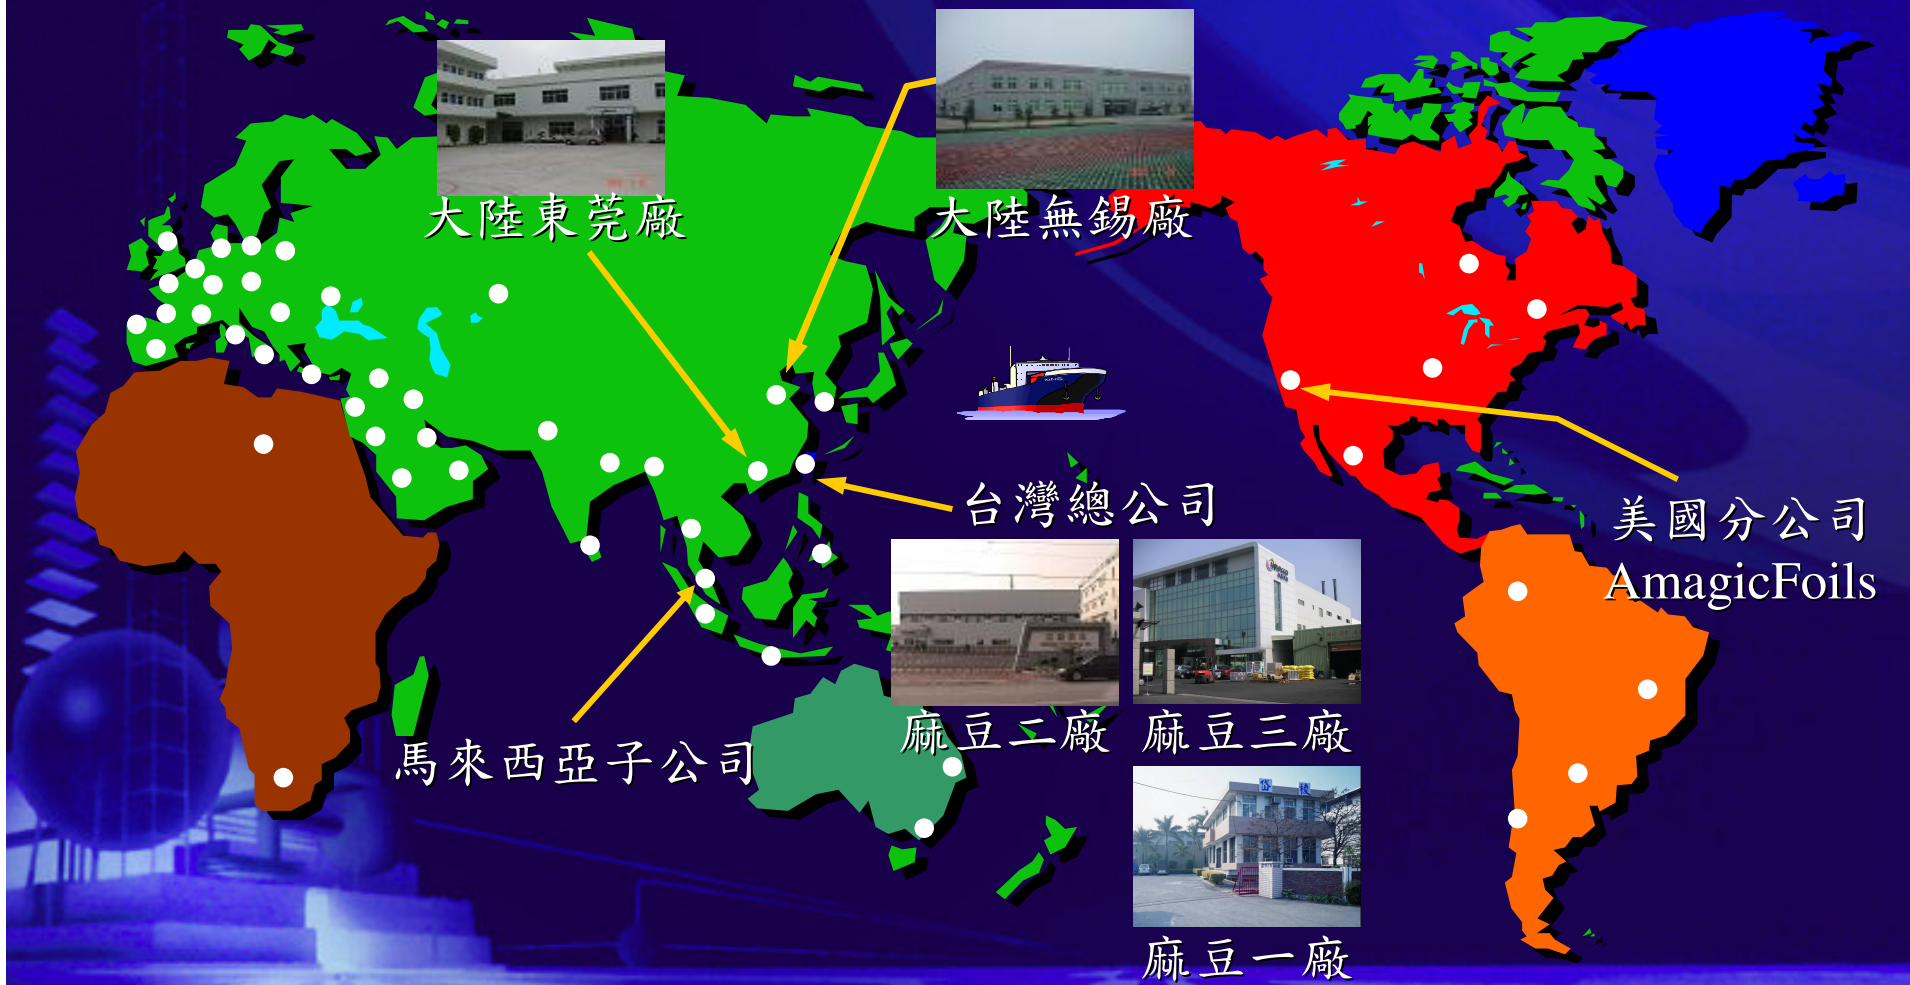 大陸東莞廠
大陸無錫廠
台灣總公司
美國分公司
AmagicFoils
麻豆二廠
麻豆三廠
馬來西亞子公司
麻豆一廠